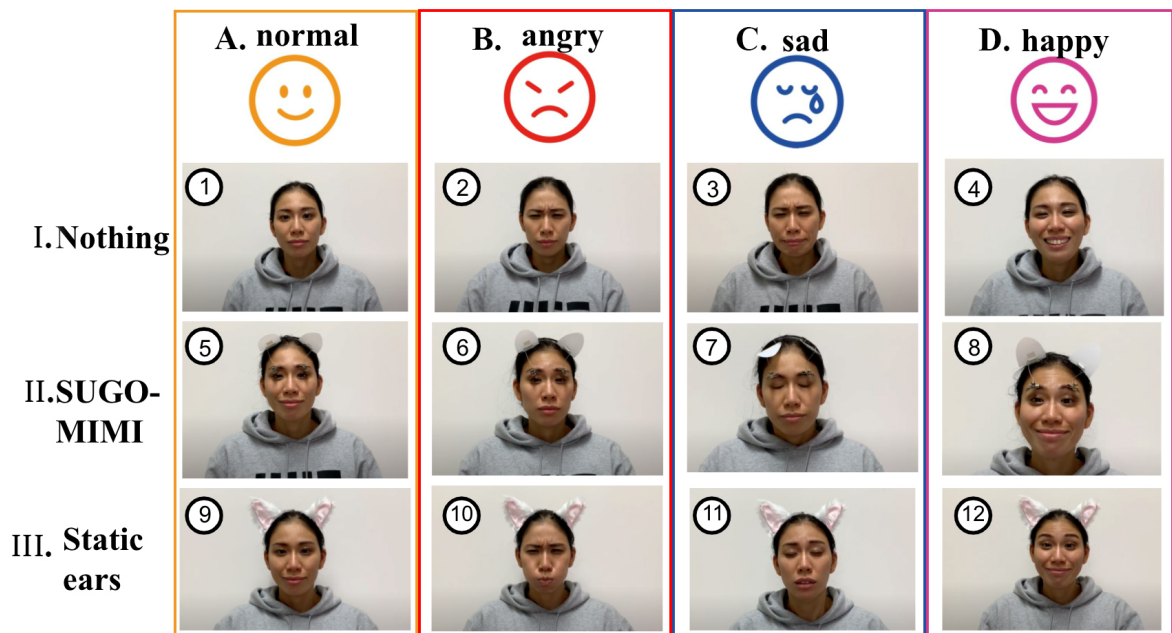 A. normal
B. angry
C. sad
D. happy
I. Nothing
1
2
3
4
II. SUGO-
MIMI
5
6
7
8
III. Static
ears
9
10
11
12